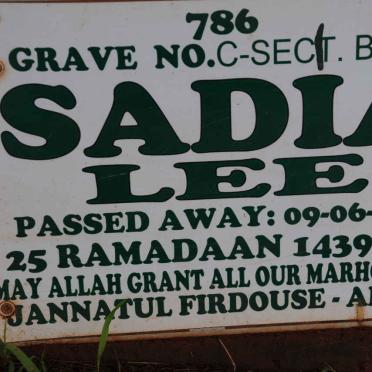 786
GRAVE NO. C-SECT. B
SADIA
LEE
PASSED AWAY: 09-06-
25 RAMADAAN 1439
MAY ALLAH GRANT ALL OUR MARHO
JANNATUL FIRDOUSE - A